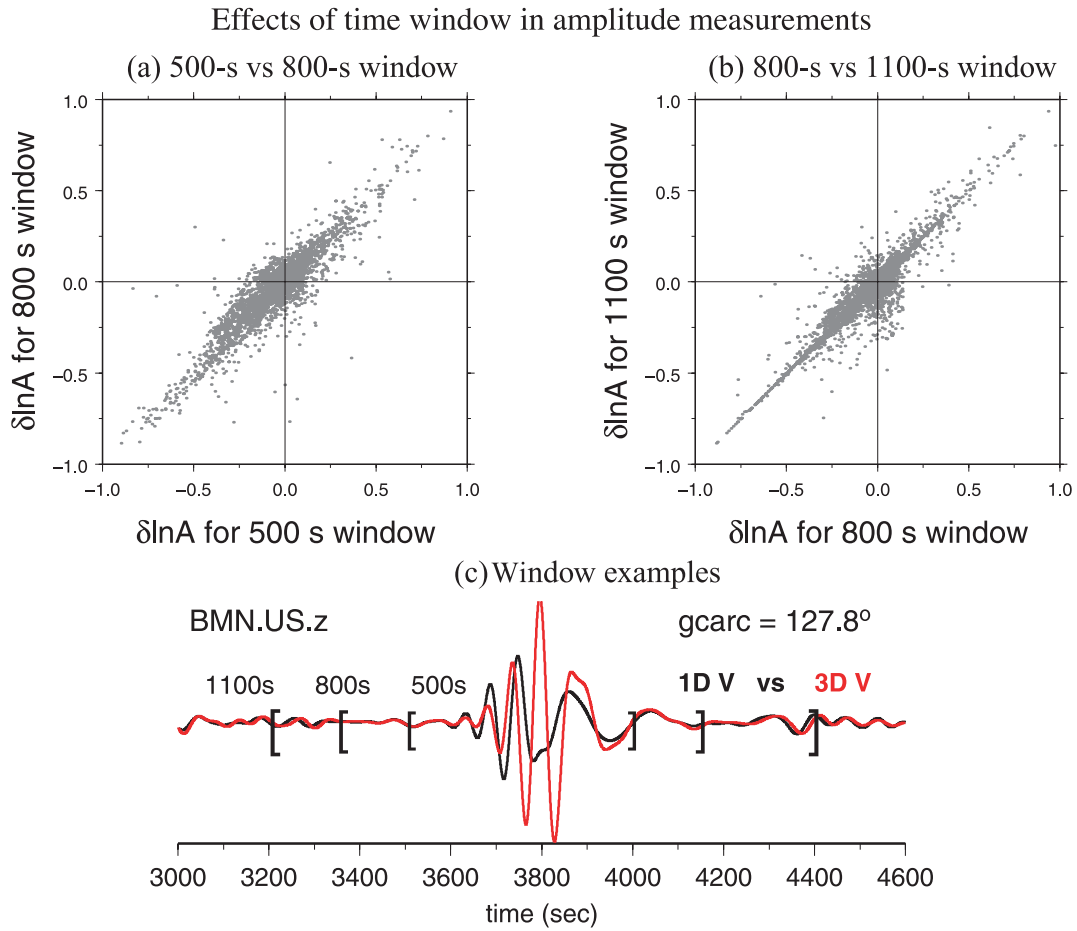 Effects of time window in amplitude measurements
(a) 500-s vs 800-s window
(b) 800-s vs 1100-s window
δlnA for 800 s window
1.0
0.5
0.0
−0.5
−1.0
−1.0 −0.5 0.0 0.5 1.0
δlnA for 500 s window
δlnA for 1100 s window
1.0
0.5
0.0
−0.5
−1.0
−1.0 −0.5 0.0 0.5 1.0
δlnA for 800 s window
(c) Window examples
BMN.US.z
gcarc = 127.8o
1100s 800s 500s
1D V vs 3D V
3000 3200 3400 3600 3800 4000 4200 4400 4600
time (sec)